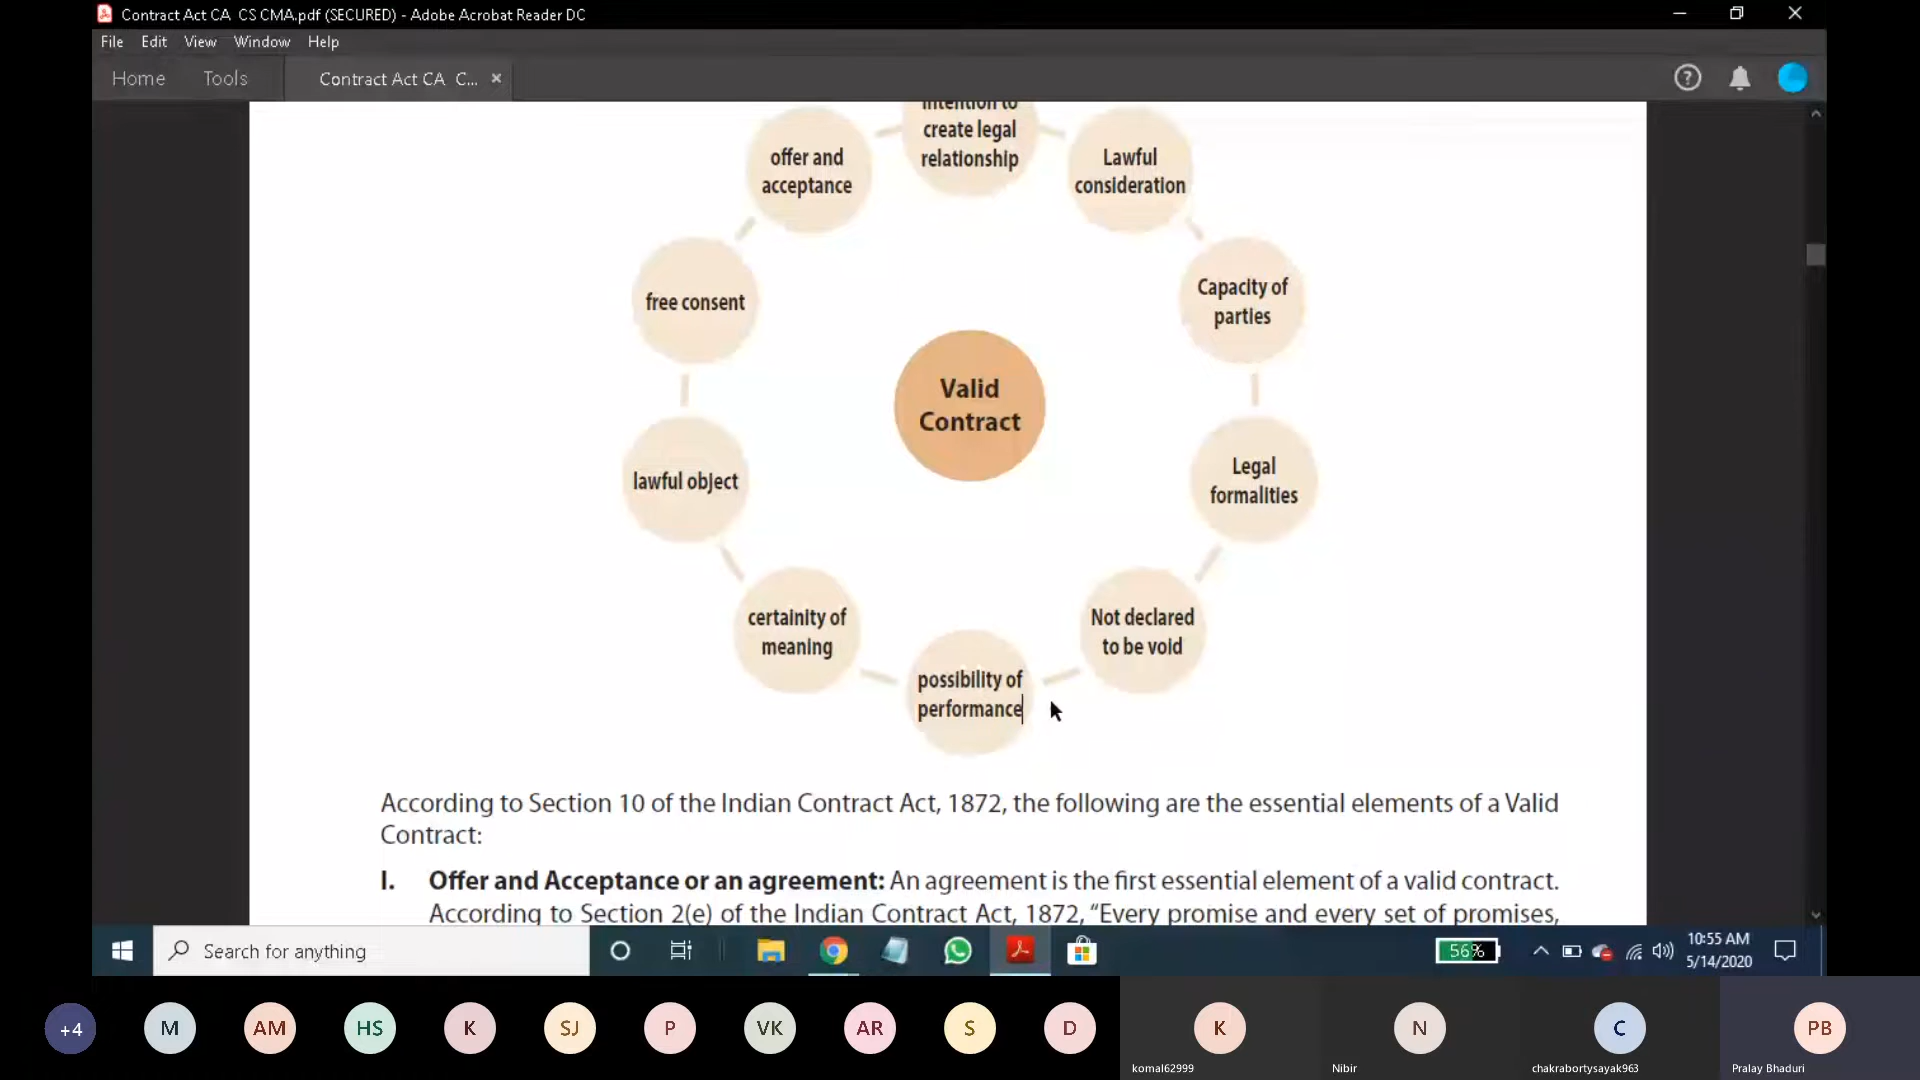 Contract Act CA CS CMA.pdf (SECURED) - Adobe Acrobat Reader DC
File Edit View Window Help
Home Tools Contract Act CA C... ×
intention to
create legal
relationship
offer and
acceptance
Lawful
consideration
free consent
Capacity of
parties
Valid
Contract
lawful object
Legal
formalities
certainity of
meaning
Not declared
to be void
possibility of
performance
According to Section 10 of the Indian Contract Act, 1872, the following are the essential elements of a Valid
Contract:
I. Offer and Acceptance or an agreement: An agreement is the first essential element of a valid contract.
According to Section 2(e) of the Indian Contract Act, 1872, “Every promise and every set of promises,
Search for anything
56%
10:55 AM
5/14/2020
+4 M AM HS K SJ P VK AR S D K N C PB
komal62999 Nibir chakrabortysayak963 Pralay Bhaduri